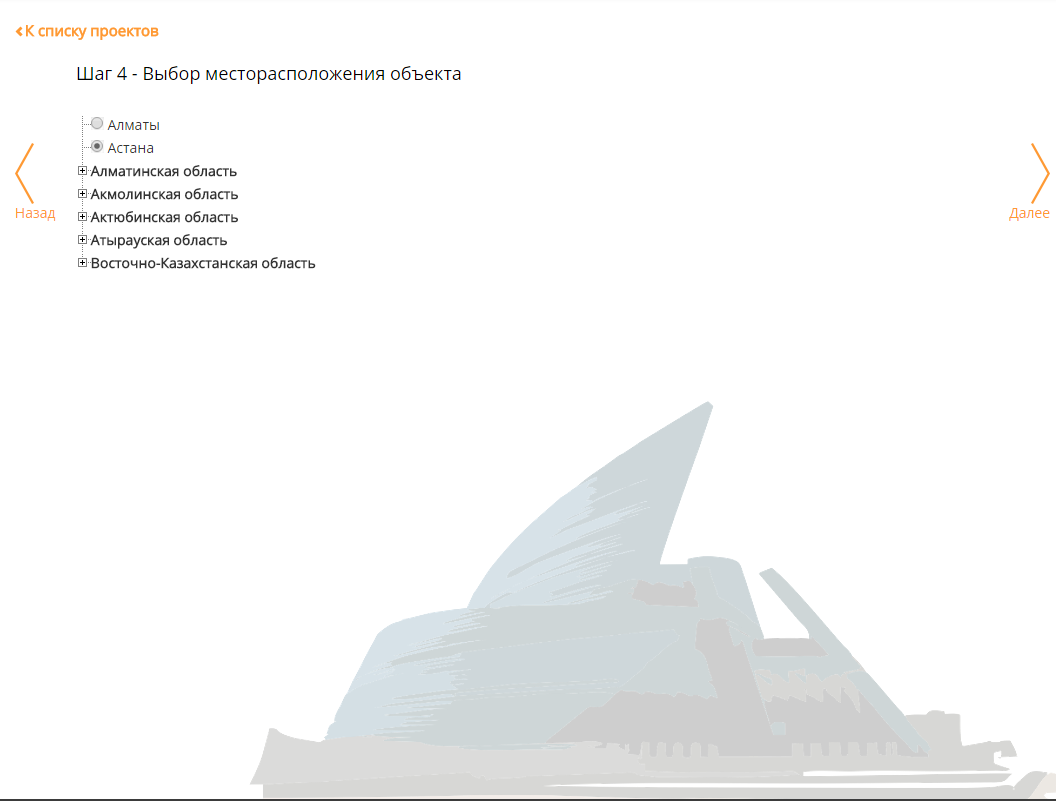 К списку проектов
Шаг 4 - Выбор месторасположения объекта
Алматы
Астана
Алматинская область
Акмолинская область
Актюбинская область
Атырауская область
Восточно-Казахстанская область
Назад
Далее